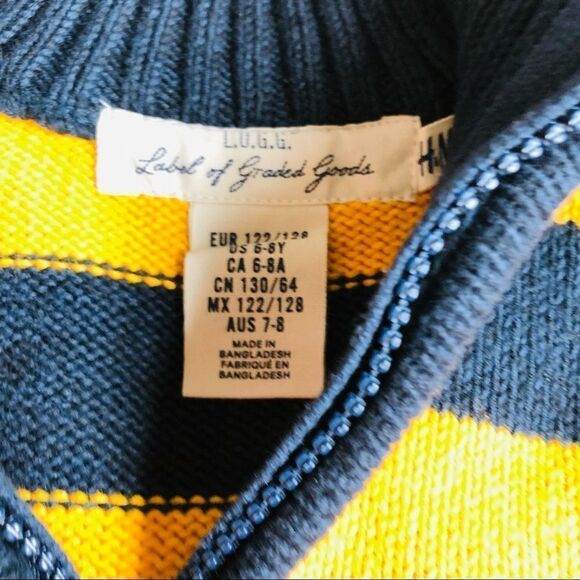 L.O.G.G.
Label of Graded Goods
H&M
EUR 122/128
US 6-8Y
CA 6-8A
CN 130/64
MX 122/128
AUS 7-8
MADE IN
BANGLADESH
FABRIQUÉ EN
BANGLADESH